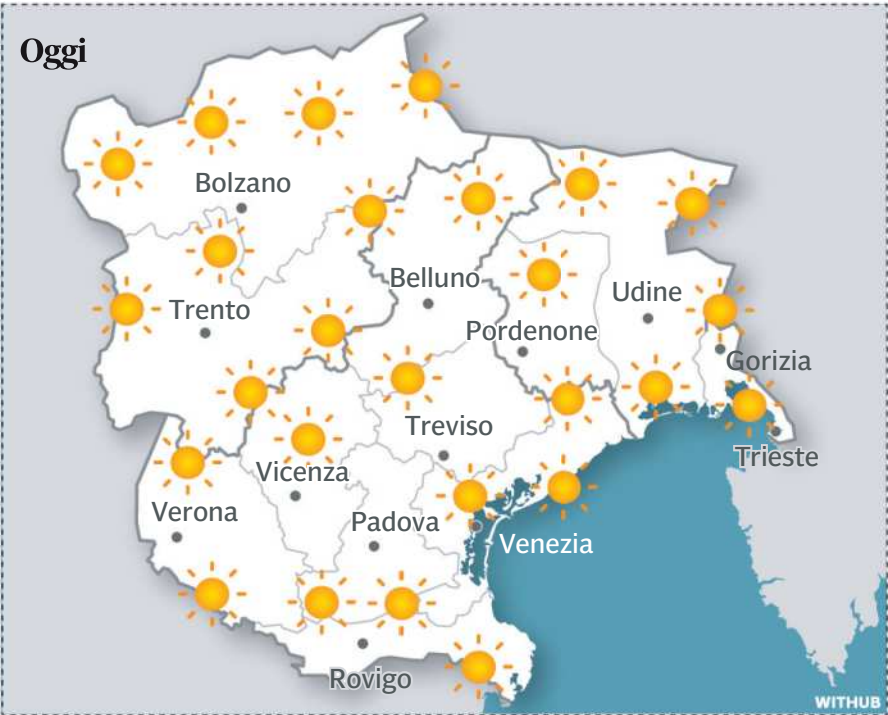 Oggi
Bolzano
Belluno
Trento
Udine
Pordenone
Gorizia
Treviso
Trieste
Vicenza
Verona
Padova
Venezia
Rovigo
WITHUB